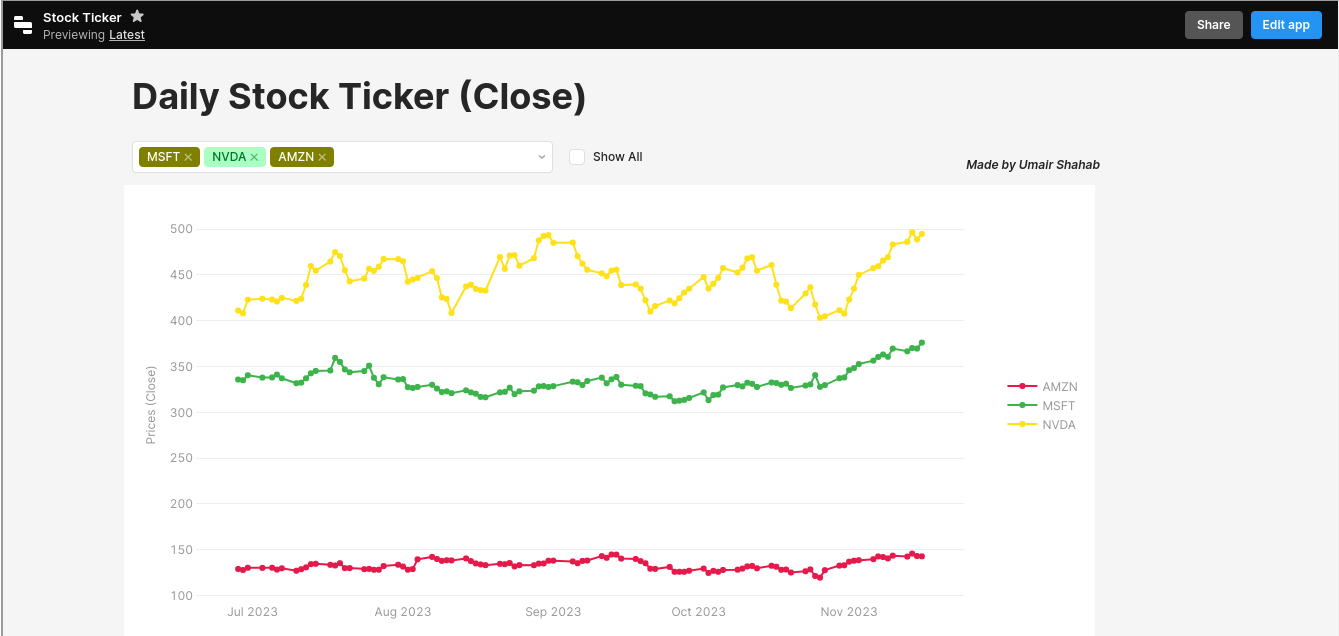 Stock Ticker
Previewing Latest
Share
Edit app
Daily Stock Ticker (Close)
MSFT × NVDA × AMZN ×
Show All
Made by Umair Shahab
500
450
400
350
300
250
200
150
100
Prices (Close)
Jul 2023 Aug 2023 Sep 2023 Oct 2023 Nov 2023
AMZN
MSFT
NVDA